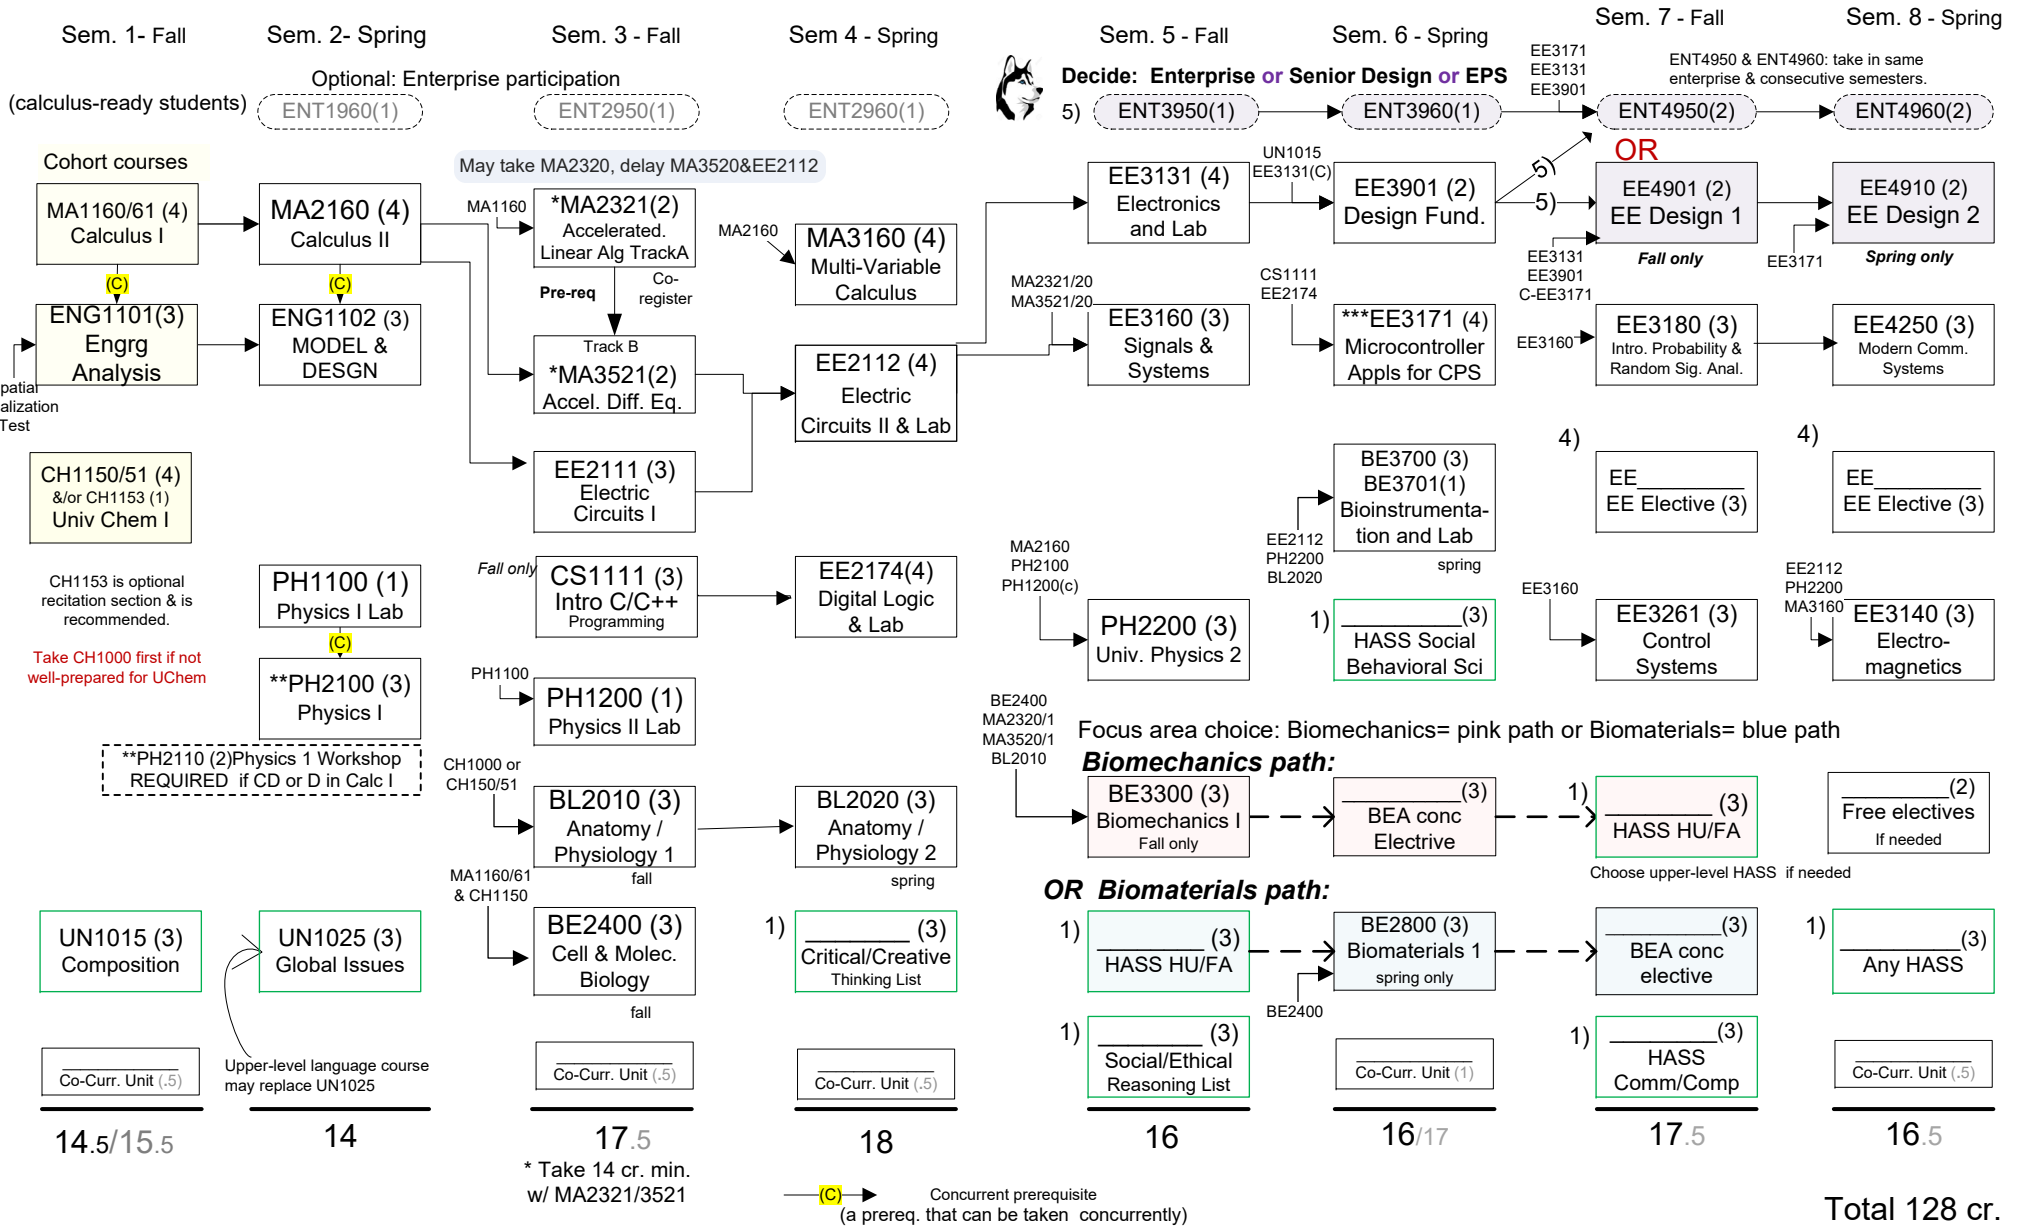 Sem. 1- Fall
Sem. 2- Spring
Sem. 3 - Fall
Sem 4 - Spring
Sem. 5 - Fall
Sem. 6 - Spring
Sem. 7 - Fall
Sem. 8 - Spring
Optional: Enterprise participation
Decide: Enterprise or Senior Design or EPS
EE3171
EE3131
EE3901
ENT4950 & ENT4960: take in same
enterprise & consecutive semesters.
(calculus-ready students)
ENT1960(1)
ENT2950(1)
ENT2960(1)
5)
ENT3950(1)
ENT3960(1)
ENT4950(2)
ENT4960(2)
OR
Cohort courses
May take MA2320, delay MA3520&EE2112
MA1160/61 (4)
Calculus I
MA2160 (4)
Calculus II
MA1160
*MA2321(2)
Accelerated.
Linear Alg TrackA
MA2160
MA3160 (4)
Multi-Variable
Calculus
EE3131 (4)
Electronics
and Lab
UN1015
EE3131(C)
EE3901 (2)
Design Fund.
5)
5)
EE4901 (2)
EE Design 1
Fall only
EE3131
EE3901
C-EE3171
EE4910 (2)
EE Design 2
Spring only
EE3171
(C)
(C)
Pre-req
Co-
register
ENG1101(3)
Engrg
Analysis
patial
alization
Test
ENG1102 (3)
MODEL &
DESGN
Track B
*MA3521(2)
Accel. Diff. Eq.
EE2112 (4)
Electric
Circuits II & Lab
MA2321/20
MA3521/20
EE3160 (3)
Signals &
Systems
CS1111
EE2174
***EE3171 (4)
Microcontroller
Appls for CPS
EE3160
EE3180 (3)
Intro. Probability &
Random Sig. Anal.
EE4250 (3)
Modern Comm.
Systems
CH1150/51 (4)
&/or CH1153 (1)
Univ Chem I
EE2111 (3)
Electric
Circuits I
BE3700 (3)
BE3701(1)
Bioinstrumenta-
tion and Lab
spring
EE2112
PH2200
BL2020
4)
EE_________
EE Elective (3)
4)
EE_________
EE Elective (3)
CH1153 is optional
recitation section & is
recommended.
Take CH1000 first if not
well-prepared for UChem
PH1100 (1)
Physics I Lab
(C)
**PH2100 (3)
Physics I
**PH2110 (2)Physics 1 Workshop
REQUIRED if CD or D in Calc I
Fall only
CS1111 (3)
Intro C/C++
Programming
EE2174(4)
Digital Logic
& Lab
MA2160
PH2100
PH1200(c)
PH2200 (3)
Univ. Physics 2
1)
__________(3)
HASS Social
Behavioral Sci
EE3160
EE3261 (3)
Control
Systems
EE2112
PH2200
MA3160
EE3140 (3)
Electro-
magnetics
PH1100
PH1200 (1)
Physics II Lab
BE2400
MA2320/1
MA3520/1
BL2010
Focus area choice: Biomechanics= pink path or Biomaterials= blue path
Biomechanics path:
CH1000 or
CH150/51
BL2010 (3)
Anatomy /
Physiology 1
fall
BL2020 (3)
Anatomy /
Physiology 2
spring
BE3300 (3)
Biomechanics I
Fall only
__________(3)
BEA conc
Electrive
1)
_________ (3)
HASS HU/FA
Choose upper-level HASS if needed
_________(2)
Free electives
If needed
OR Biomaterials path:
MA1160/61
& CH1150
BE2400 (3)
Cell & Molec.
Biology
fall
UN1015 (3)
Composition
UN1025 (3)
Global Issues
1)
_________ (3)
Critical/Creative
Thinking List
1)
_________ (3)
HASS HU/FA
BE2800 (3)
Biomaterials 1
spring only
BE2400
__________(3)
BEA conc
elective
1)
__________(3)
Any HASS
Upper-level language course
may replace UN1025
1)
_________ (3)
Social/Ethical
Reasoning List
1)
_________(3)
HASS
Comm/Comp
__________
Co-Curr. Unit (.5)
__________
Co-Curr. Unit (.5)
__________
Co-Curr. Unit (.5)
__________
Co-Curr. Unit (1)
__________
Co-Curr. Unit (.5)
14.5/15.5
14
17.5
18
16
16/17
17.5
16.5
* Take 14 cr. min.
w/ MA2321/3521
(C)
Concurrent prerequisite
(a prereq. that can be taken concurrently)
Total 128 cr.